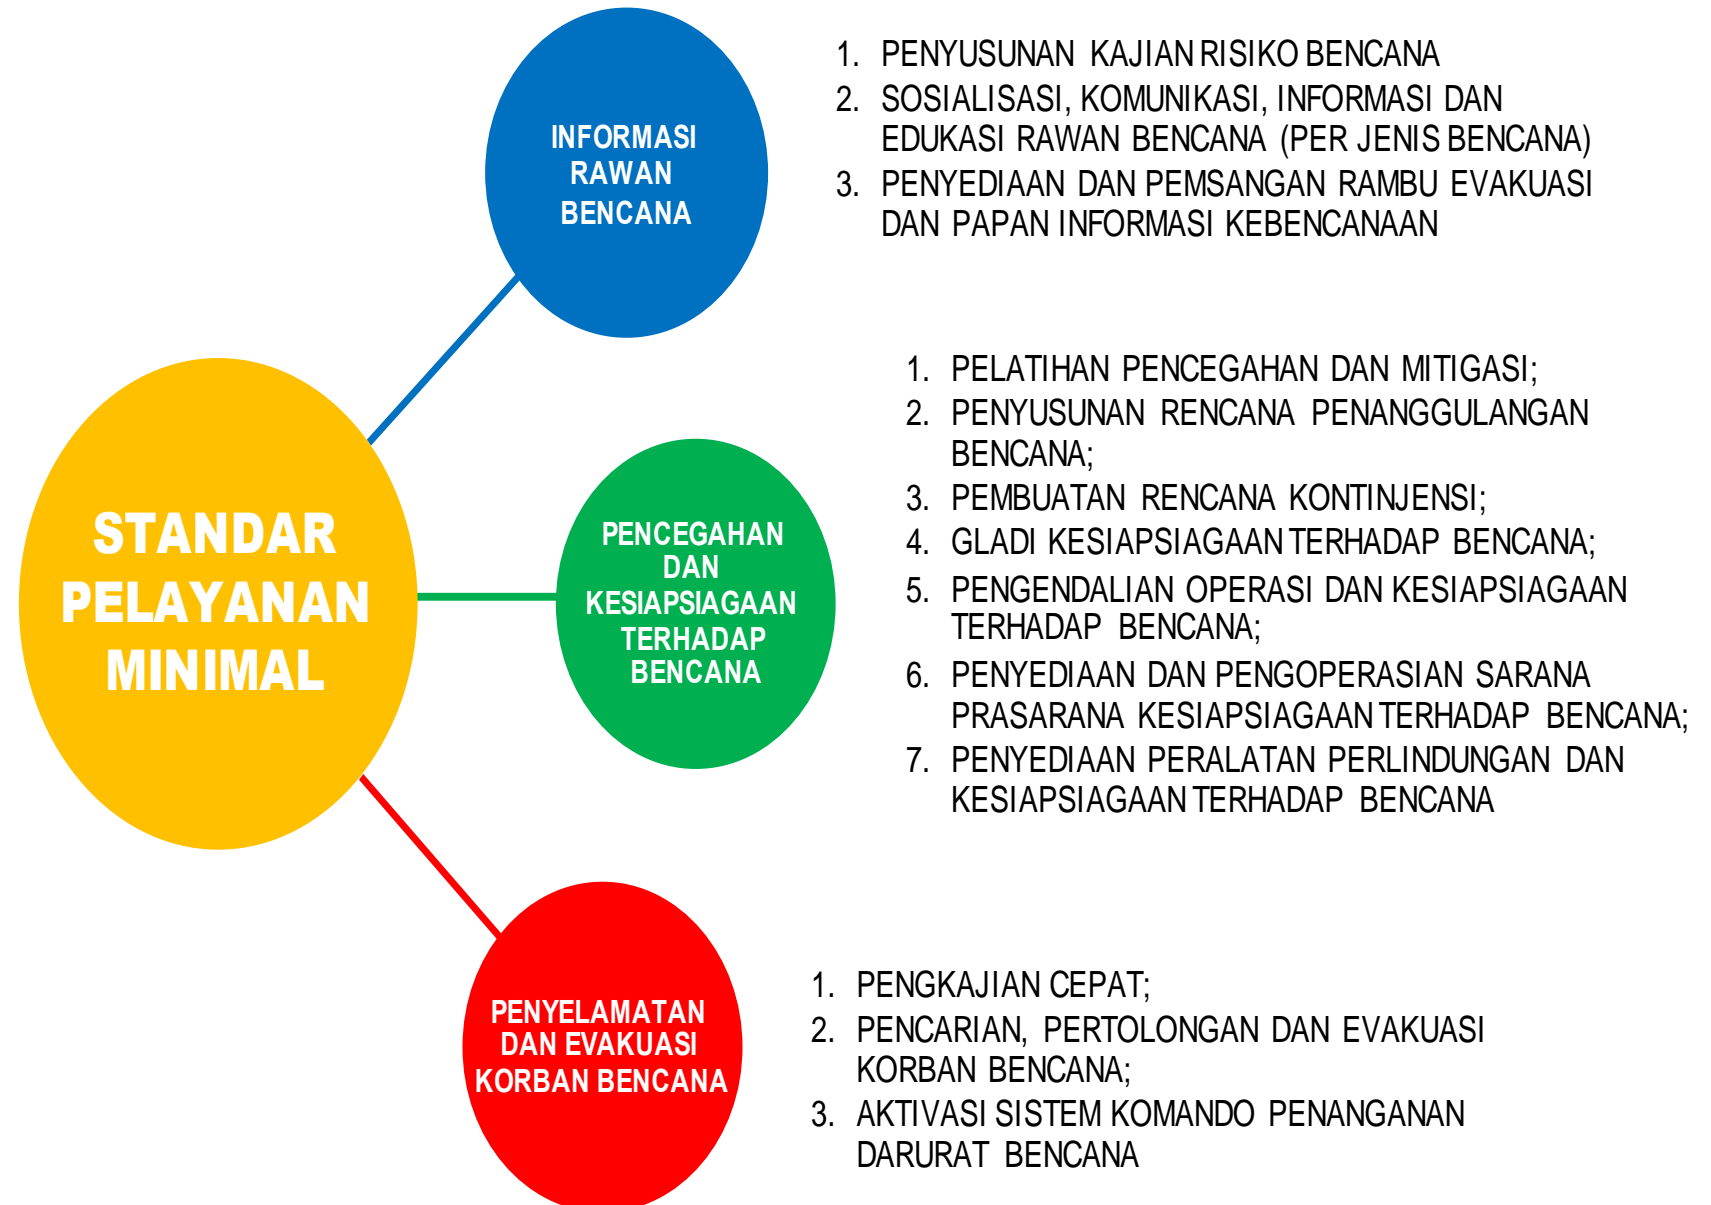 STANDAR
PELAYANAN
MINIMAL
INFORMASI
RAWAN
BENCANA
1. PENYUSUNAN KAJIAN RISIKO BENCANA
2. SOSIALISASI, KOMUNIKASI, INFORMASI DAN
EDUKASI RAWAN BENCANA (PER JENIS BENCANA)
3. PENYEDIAAN DAN PEMSANGAN RAMBU EVAKUASI
DAN PAPAN INFORMASI KEBENCANAAN
PENCEGAHAN
DAN
KESIAPSIAGAAN
TERHADAP
BENCANA
1. PELATIHAN PENCEGAHAN DAN MITIGASI;
2. PENYUSUNAN RENCANA PENANGGULANGAN
BENCANA;
3. PEMBUATAN RENCANA KONTINJENSI;
4. GLADI KESIAPSIAGAAN TERHADAP BENCANA;
5. PENGENDALIAN OPERASI DAN KESIAPSIAGAAN
TERHADAP BENCANA;
6. PENYEDIAAN DAN PENGOPERASIAN SARANA
PRASARANA KESIAPSIAGAAN TERHADAP BENCANA;
7. PENYEDIAAN PERALATAN PERLINDUNGAN DAN
KESIAPSIAGAAN TERHADAP BENCANA
PENYELAMATAN
DAN EVAKUASI
KORBAN BENCANA
1. PENGKAJIAN CEPAT;
2. PENCARIAN, PERTOLONGAN DAN EVAKUASI
KORBAN BENCANA;
3. AKTIVASI SISTEM KOMANDO PENANGANAN
DARURAT BENCANA